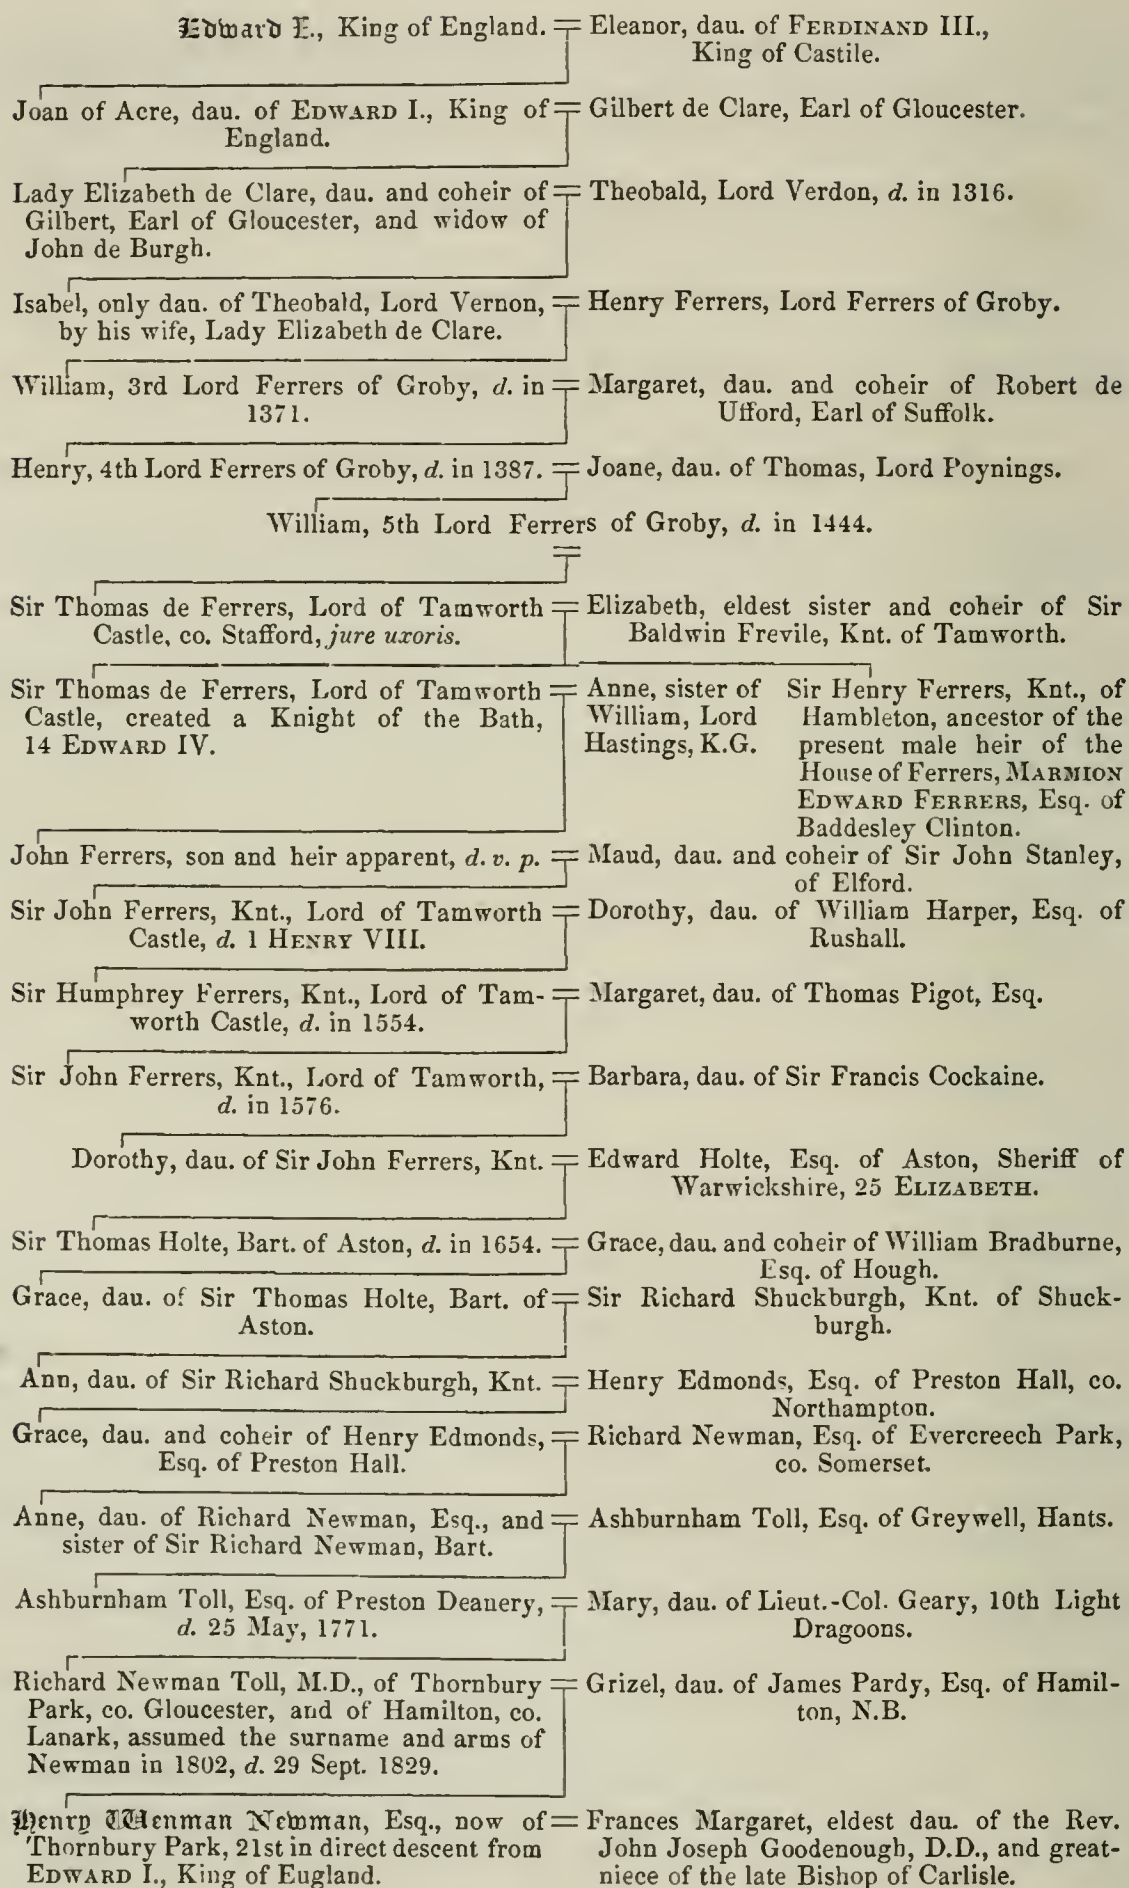 Edward I., King of England. = Eleanor, dau. of FERDINAND III.,
King of Castile.
Joan of Acre, dau. of EDWARD I., King of = Gilbert de Clare, Earl of Gloucester.
England.
Lady Elizabeth de Clare, dau. and coheir of = Theobald, Lord Verdon, d. in 1316.
Gilbert, Earl of Gloucester, and widow of
John de Burgh.
Isabel, only dau. of Theobald, Lord Vernon, = Henry Ferrers, Lord Ferrers of Groby.
by his wife, Lady Elizabeth de Clare.
William, 3rd Lord Ferrers of Groby, d. in = Margaret, dau. and coheir of Robert de
1371. Ufford, Earl of Suffolk.
Henry, 4th Lord Ferrers of Groby, d. in 1387. = Joane, dau. of Thomas, Lord Poynings.
William, 5th Lord Ferrers of Groby, d. in 1444.
=
Sir Thomas de Ferrers, Lord of Tamworth = Elizabeth, eldest sister and coheir of Sir
Castle, co. Stafford, jure uxoris. Baldwin Frevile, Knt. of Tamworth.
Sir Thomas de Ferrers, Lord of Tamworth = Anne, sister of Sir Henry Ferrers, Knt., of
Castle, created a Knight of the Bath, William, Lord Hambleton, ancestor of the
14 EDWARD IV. Hastings, K.G. present male heir of the
House of Ferrers, MARMION
EDWARD FERRERS, Esq. of
Baddesley Clinton.
John Ferrers, son and heir apparent, d. v. p. = Maud, dau. and coheir of Sir John Stanley,
of Elford.
Sir John Ferrers, Knt., Lord of Tamworth = Dorothy, dau. of William Harper, Esq. of
Castle, d. 1 HENRY VIII. Rushall.
Sir Humphrey Ferrers, Knt., Lord of Tam- = Margaret, dau. of Thomas Pigot, Esq.
worth Castle, d. in 1554.
Sir John Ferrers, Knt., Lord of Tamworth, = Barbara, dau. of Sir Francis Cockaine.
d. in 1576.
Dorothy, dau. of Sir John Ferrers, Knt. = Edward Holte, Esq. of Aston, Sheriff of
Warwickshire, 25 ELIZABETH.
Sir Thomas Holte, Bart. of Aston, d. in 1654. = Grace, dau. and coheir of William Bradburne,
Esq. of Hough.
Grace, dau. of Sir Thomas Holte, Bart. of = Sir Richard Shuckburgh, Knt. of Shuck-
Aston. burgh.
Ann, dau. of Sir Richard Shuckburgh, Knt. = Henry Edmonds, Esq. of Preston Hall, co.
Northampton.
Grace, dau. and coheir of Henry Edmonds, = Richard Newman, Esq. of Evercreech Park,
Esq. of Preston Hall. co. Somerset.
Anne, dau. of Richard Newman, Esq., and = Ashburnham Toll, Esq. of Greywell, Hants.
sister of Sir Richard Newman, Bart.
Ashburnham Toll, Esq. of Preston Deanery, = Mary, dau. of Lieut.-Col. Geary, 10th Light
d. 25 May, 1771. Dragoons.
Richard Newman Toll, M.D., of Thornbury = Grizel, dau. of James Pardy, Esq. of Hamil-
Park, co. Gloucester, and of Hamilton, co. ton, N.B.
Lanark, assumed the surname and arms of
Newman in 1802, d. 29 Sept. 1829.
Henry Wenman Newman, Esq., now of = Frances Margaret, eldest dau. of the Rev.
Thornbury Park, 21st in direct descent from John Joseph Goodenough, D.D., and great-
EDWARD I., King of Eugland. niece of the late Bishop of Carlisle.